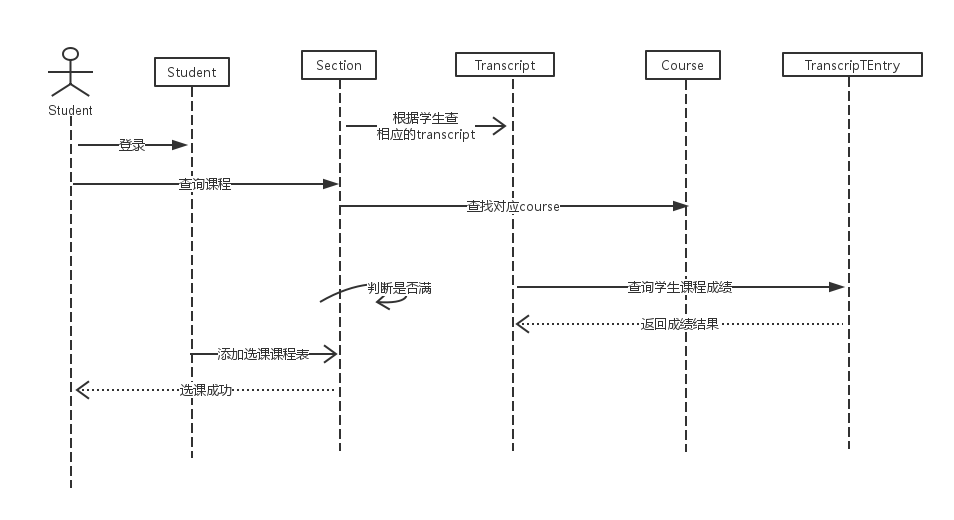 Student
Section
Transcript
Course
TranscripTEntry
Student
根据学生查
相应的transcript
登录
查询课程
查找对应course
判断是否满
查询学生课程成绩
返回成绩结果
添加选课课程表
选课成功